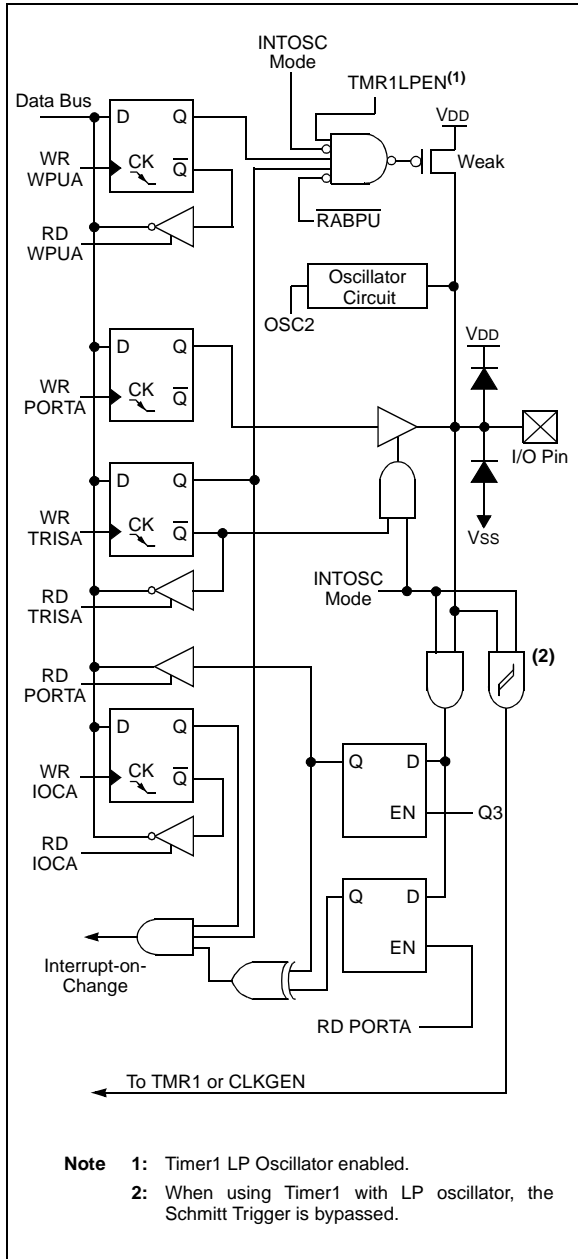 INTOSC
Mode
TMR1LPEN(1)
Data Bus
VDD
D Q
WR
WPUA
CK Q
Weak
RD
WPUA
RABPU
Oscillator
Circuit
OSC2
VDD
D Q
WR
PORTA
CK Q
I/O Pin
D Q
WR
TRISA
CK Q
VSS
INTOSC
Mode
RD
TRISA
(2)
RD
PORTA
D Q
WR
IOCA
CK Q
Q D
EN
Q3
RD
IOCA
Q D
EN
Interrupt-on-
Change
RD PORTA
To TMR1 or CLKGEN
Note 1: Timer1 LP Oscillator enabled.
2: When using Timer1 with LP oscillator, the
Schmitt Trigger is bypassed.